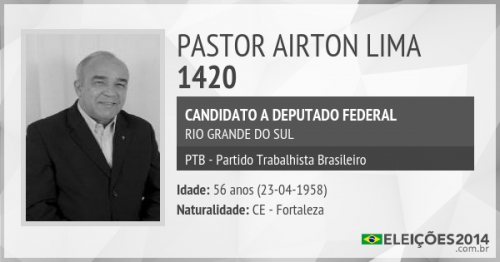 PASTOR AIRTON LIMA
1420
CANDIDATO A DEPUTADO FEDERAL
RIO GRANDE DO SUL
PTB - Partido Trabalhista Brasileiro
Idade: 56 anos (23-04-1958)
Naturalidade: CE - Fortaleza
ELEIÇÕES2014
.com.br